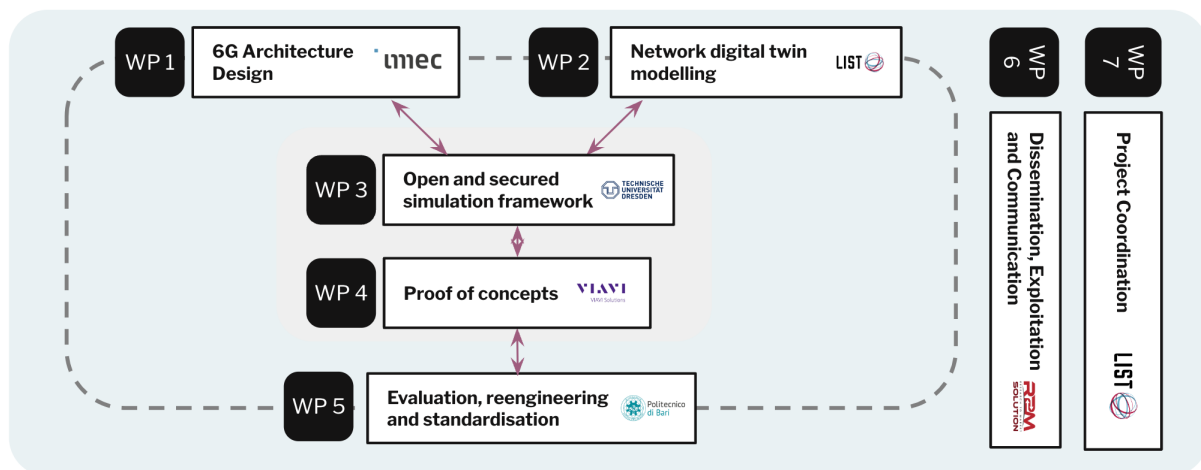 WP 1
6G Architecture
Design
imec
WP 2
Network digital twin
modelling
LIST
WP 3
Open and secured
simulation framework
TECHNISCHE
UNIVERSITÄT
DRESDEN
WP 4
Proof of concepts
VIAVI
VIAVI Solutions
WP 5
Evaluation, reengineering
and standardisation
Politecnico
di Bari
WP
6
Dissemination, Exploitation
and Communication
R2M
SOLUTION
WP
7
Project Coordination
LIST